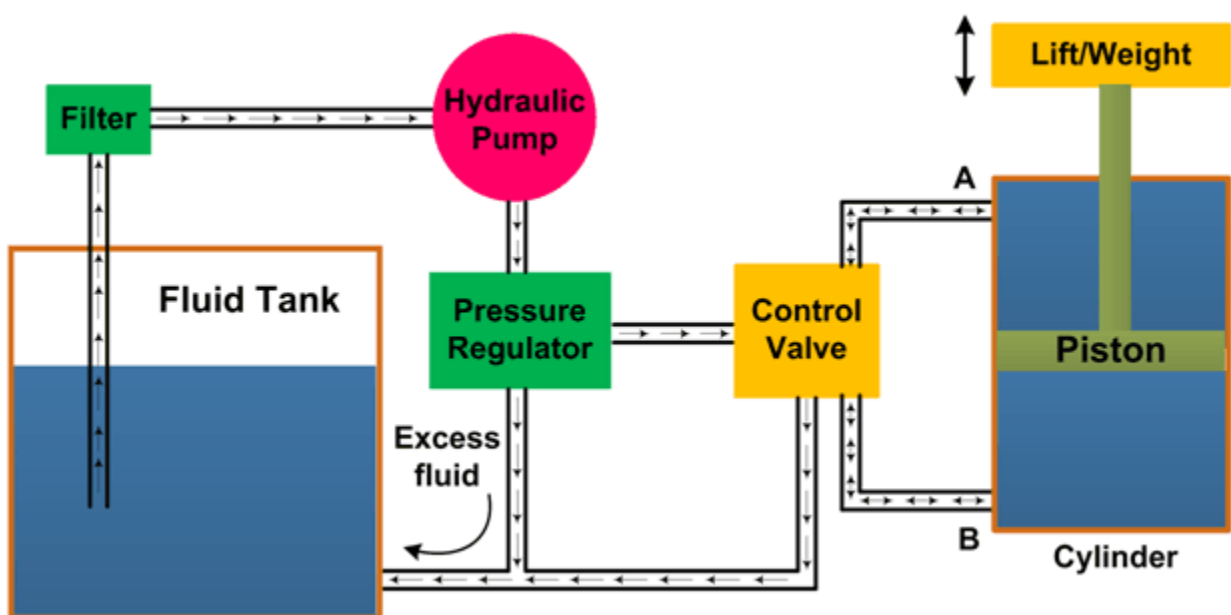 Lift/Weight
Hydraulic
Pump
Filter
A
Fluid Tank
Pressure
Regulator
Control
Valve
Piston
Excess
fluid
B
Cylinder